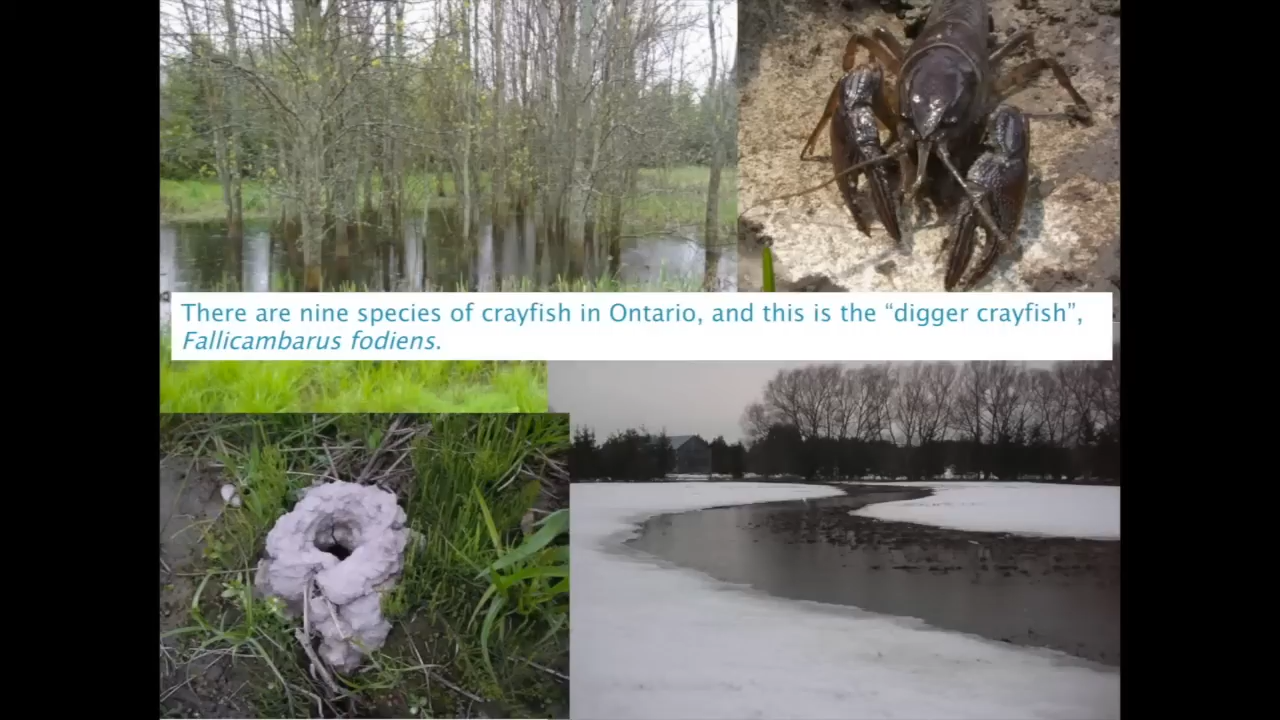 There are nine species of crayfish in Ontario, and this is the “digger crayfish”,
Fallicambarus fodiens.